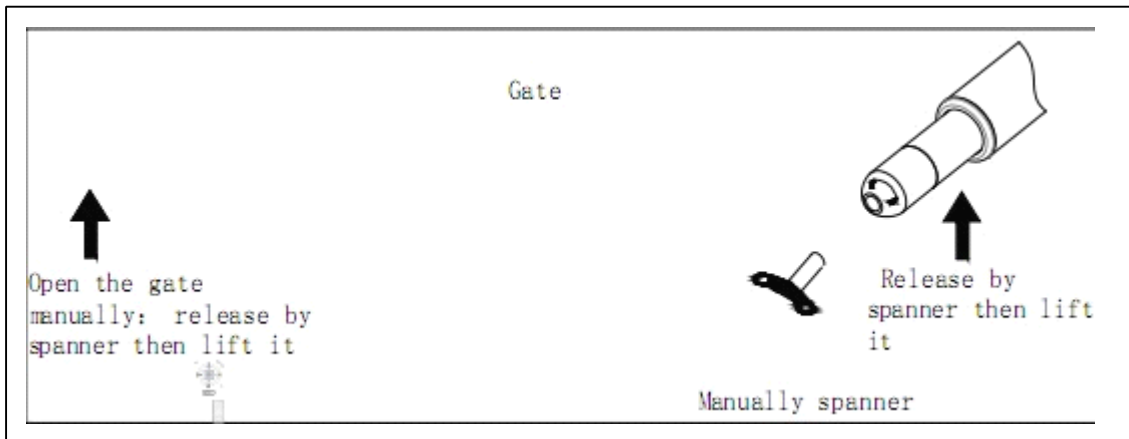 Gate
Open the gate
manually: release by
spanner then lift it
Release by
spanner then lift
it
Manually spanner